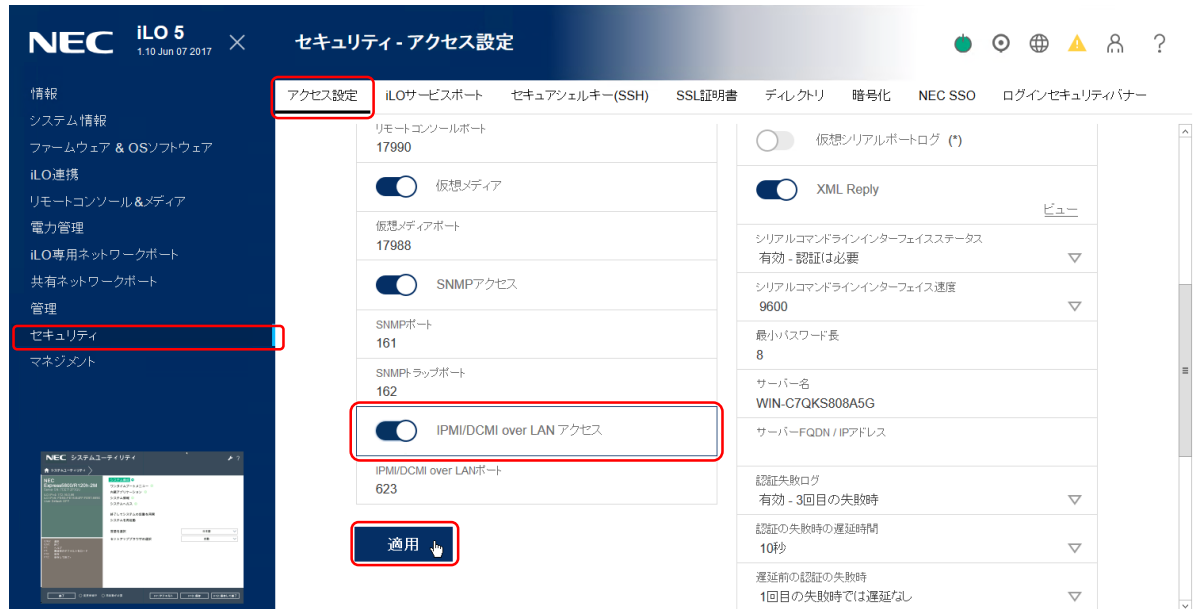 NEC iLO 5
1.10 Jun 07 2017
セキュリティ - アクセス設定
情報
システム情報
ファームウェア & OSソフトウェア
iLO連携
リモートコンソール&メディア
電力管理
iLO専用ネットワークポート
共有ネットワークポート
管理
セキュリティ
マネジメント
NEC システムユーティリティ
アクセス設定 iLOサービスポート セキュアシェルキー(SSH) SSL証明書 ディレクトリ 暗号化 NEC SSO ログインセキュリティバナー
リモートコンソールポート
17990
仮想メディア
仮想メディアポート
17988
SNMPアクセス
SNMPポート
161
SNMPトラップポート
162
IPMI/DCMI over LAN アクセス
IPMI/DCMI over LANポート
623
適用
仮想シリアルポートログ (*)
XML Reply
ビュー
シリアルコマンドラインインターフェイスステータス
有効 - 認証は必要
シリアルコマンドラインインターフェイス速度
9600
最小パスワード長
8
サーバー名
WIN-C7QKS808A5G
サーバーFQDN / IPアドレス
認証失敗ログ
有効 - 3回目の失敗時
認証の失敗時の遅延時間
10秒
遅延前の認証の失敗時
1回目の失敗時では遅延なし